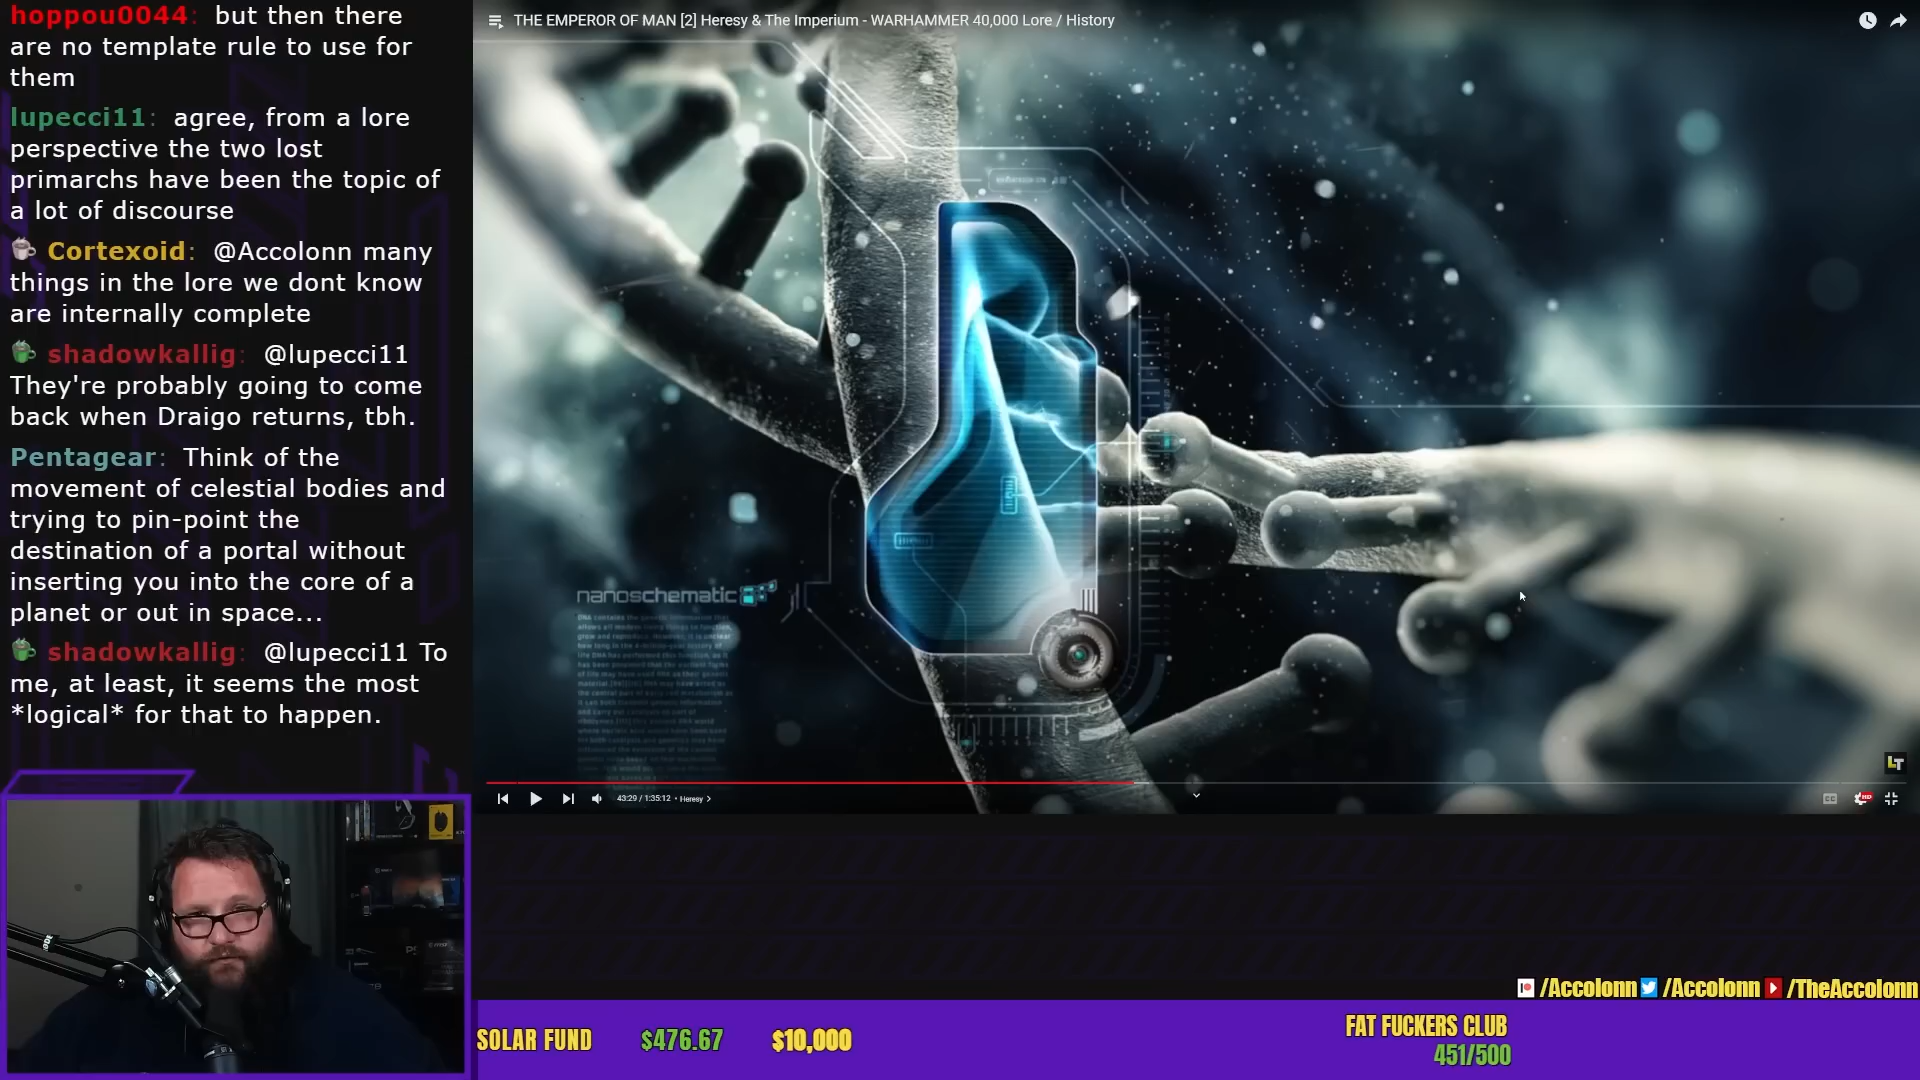 hoppou0044: but then there
are no template rule to use for
them
lupecci11: agree, from a lore
perspective the two lost
primarchs have been the topic of
a lot of discourse
Cortexoid: @Accolonn many
things in the lore we dont know
are internally complete
shadowkallig: @lupecci11
They're probably going to come
back when Draigo returns, tbh.
Pentagear: Think of the
movement of celestial bodies and
trying to pin-point the
destination of a portal without
inserting you into the core of a
planet or out in space...
shadowkallig: @lupecci11 To
me, at least, it seems the most
*logical* for that to happen.
THE EMPEROR OF MAN [2] Heresy & The Imperium - WARHAMMER 40,000 Lore / History
nanoschematic
LT
43:29 / 1:35:12 • Heresy >
CC
HD
/Accolonn /Accolonn /TheAccolonn
SOLAR FUND $476.67 $10,000
FAT FUCKERS CLUB
451/500